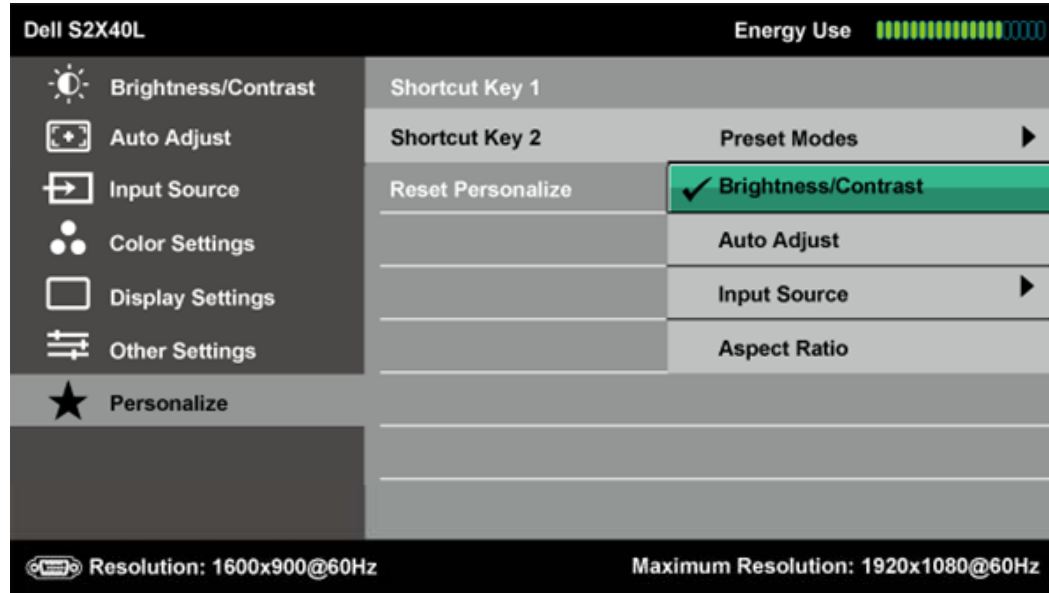 Dell S2X40L Energy Use
Brightness/Contrast Shortcut Key 1
Auto Adjust Shortcut Key 2 Preset Modes
Input Source Reset Personalize Brightness/Contrast
Color Settings Auto Adjust
Display Settings Input Source
Other Settings Aspect Ratio
Personalize
Resolution: 1600x900@60Hz Maximum Resolution: 1920x1080@60Hz